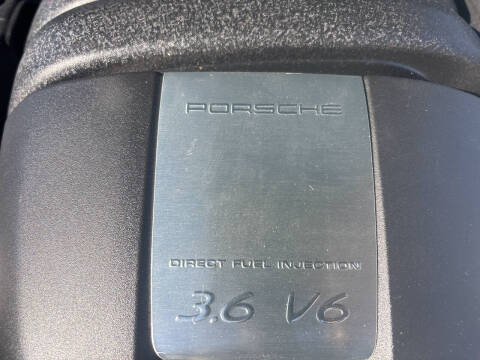 PORSCHE
DIRECT FUEL INJECTION
3.6 V6